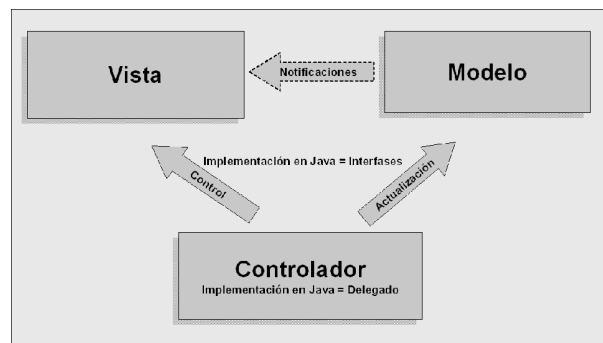 Vista
Notificaciones
Modelo
Implementación en Java = Interfases
Control
Actualización
Controlador
Implementación en Java = Delegado